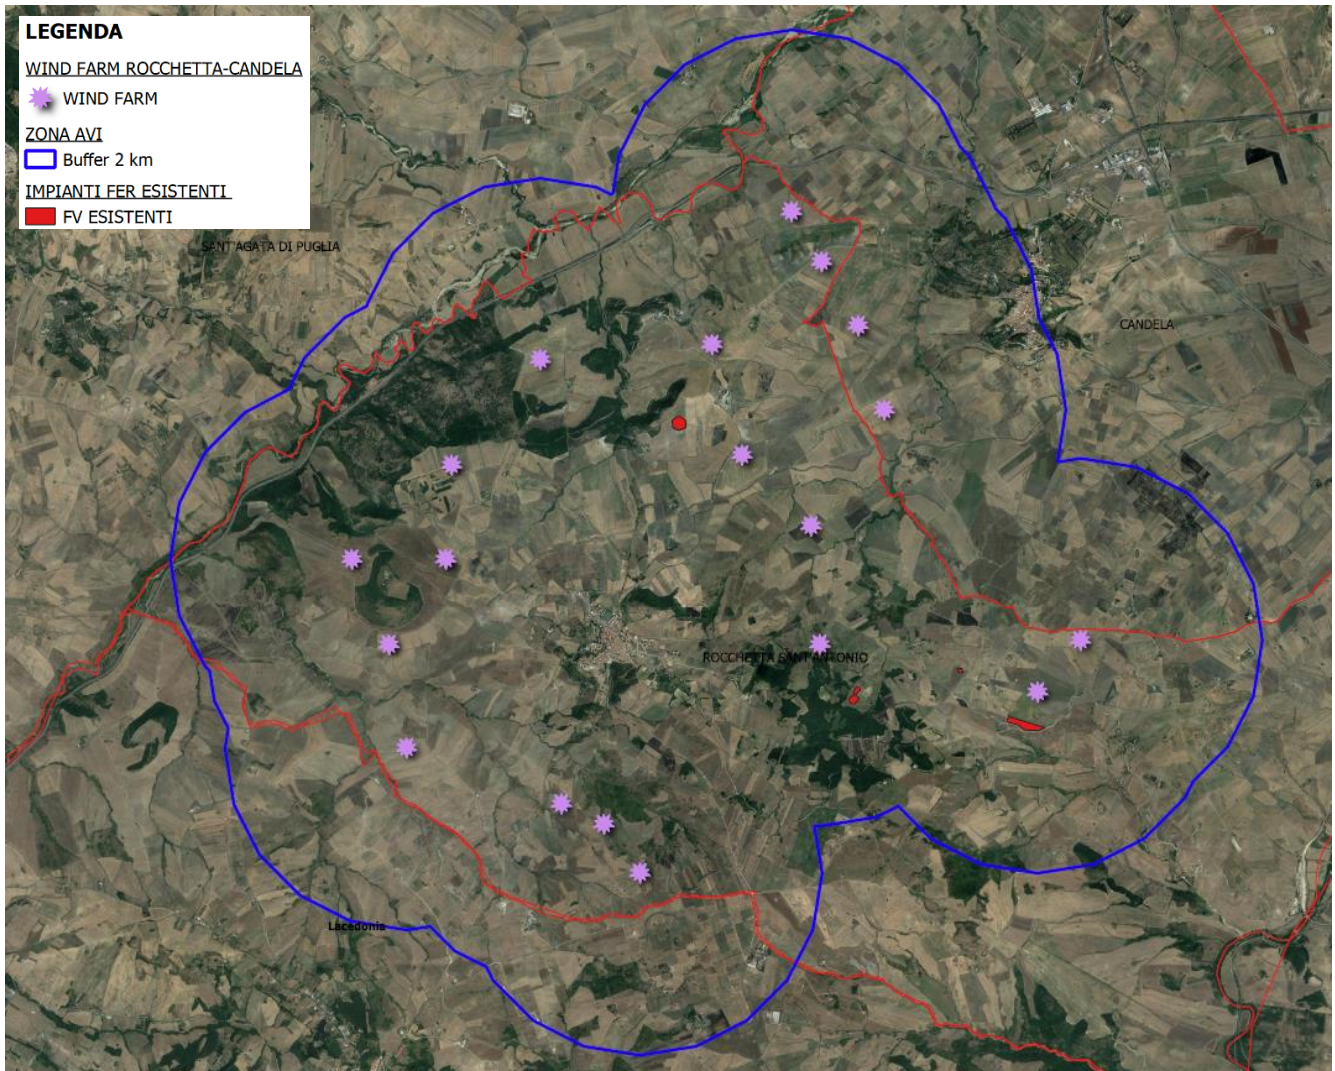 LEGENDA
WIND FARM ROCCHETTA-CANDELA
WIND FARM
ZONA AVI
Buffer 2 km
IMPIANTI FER ESISTENTI
FV ESISTENTI
SANT'AGATA DI PUGLIA
CANDELA
ROCCHETTA SANT'ANTONIO
Lacedonia